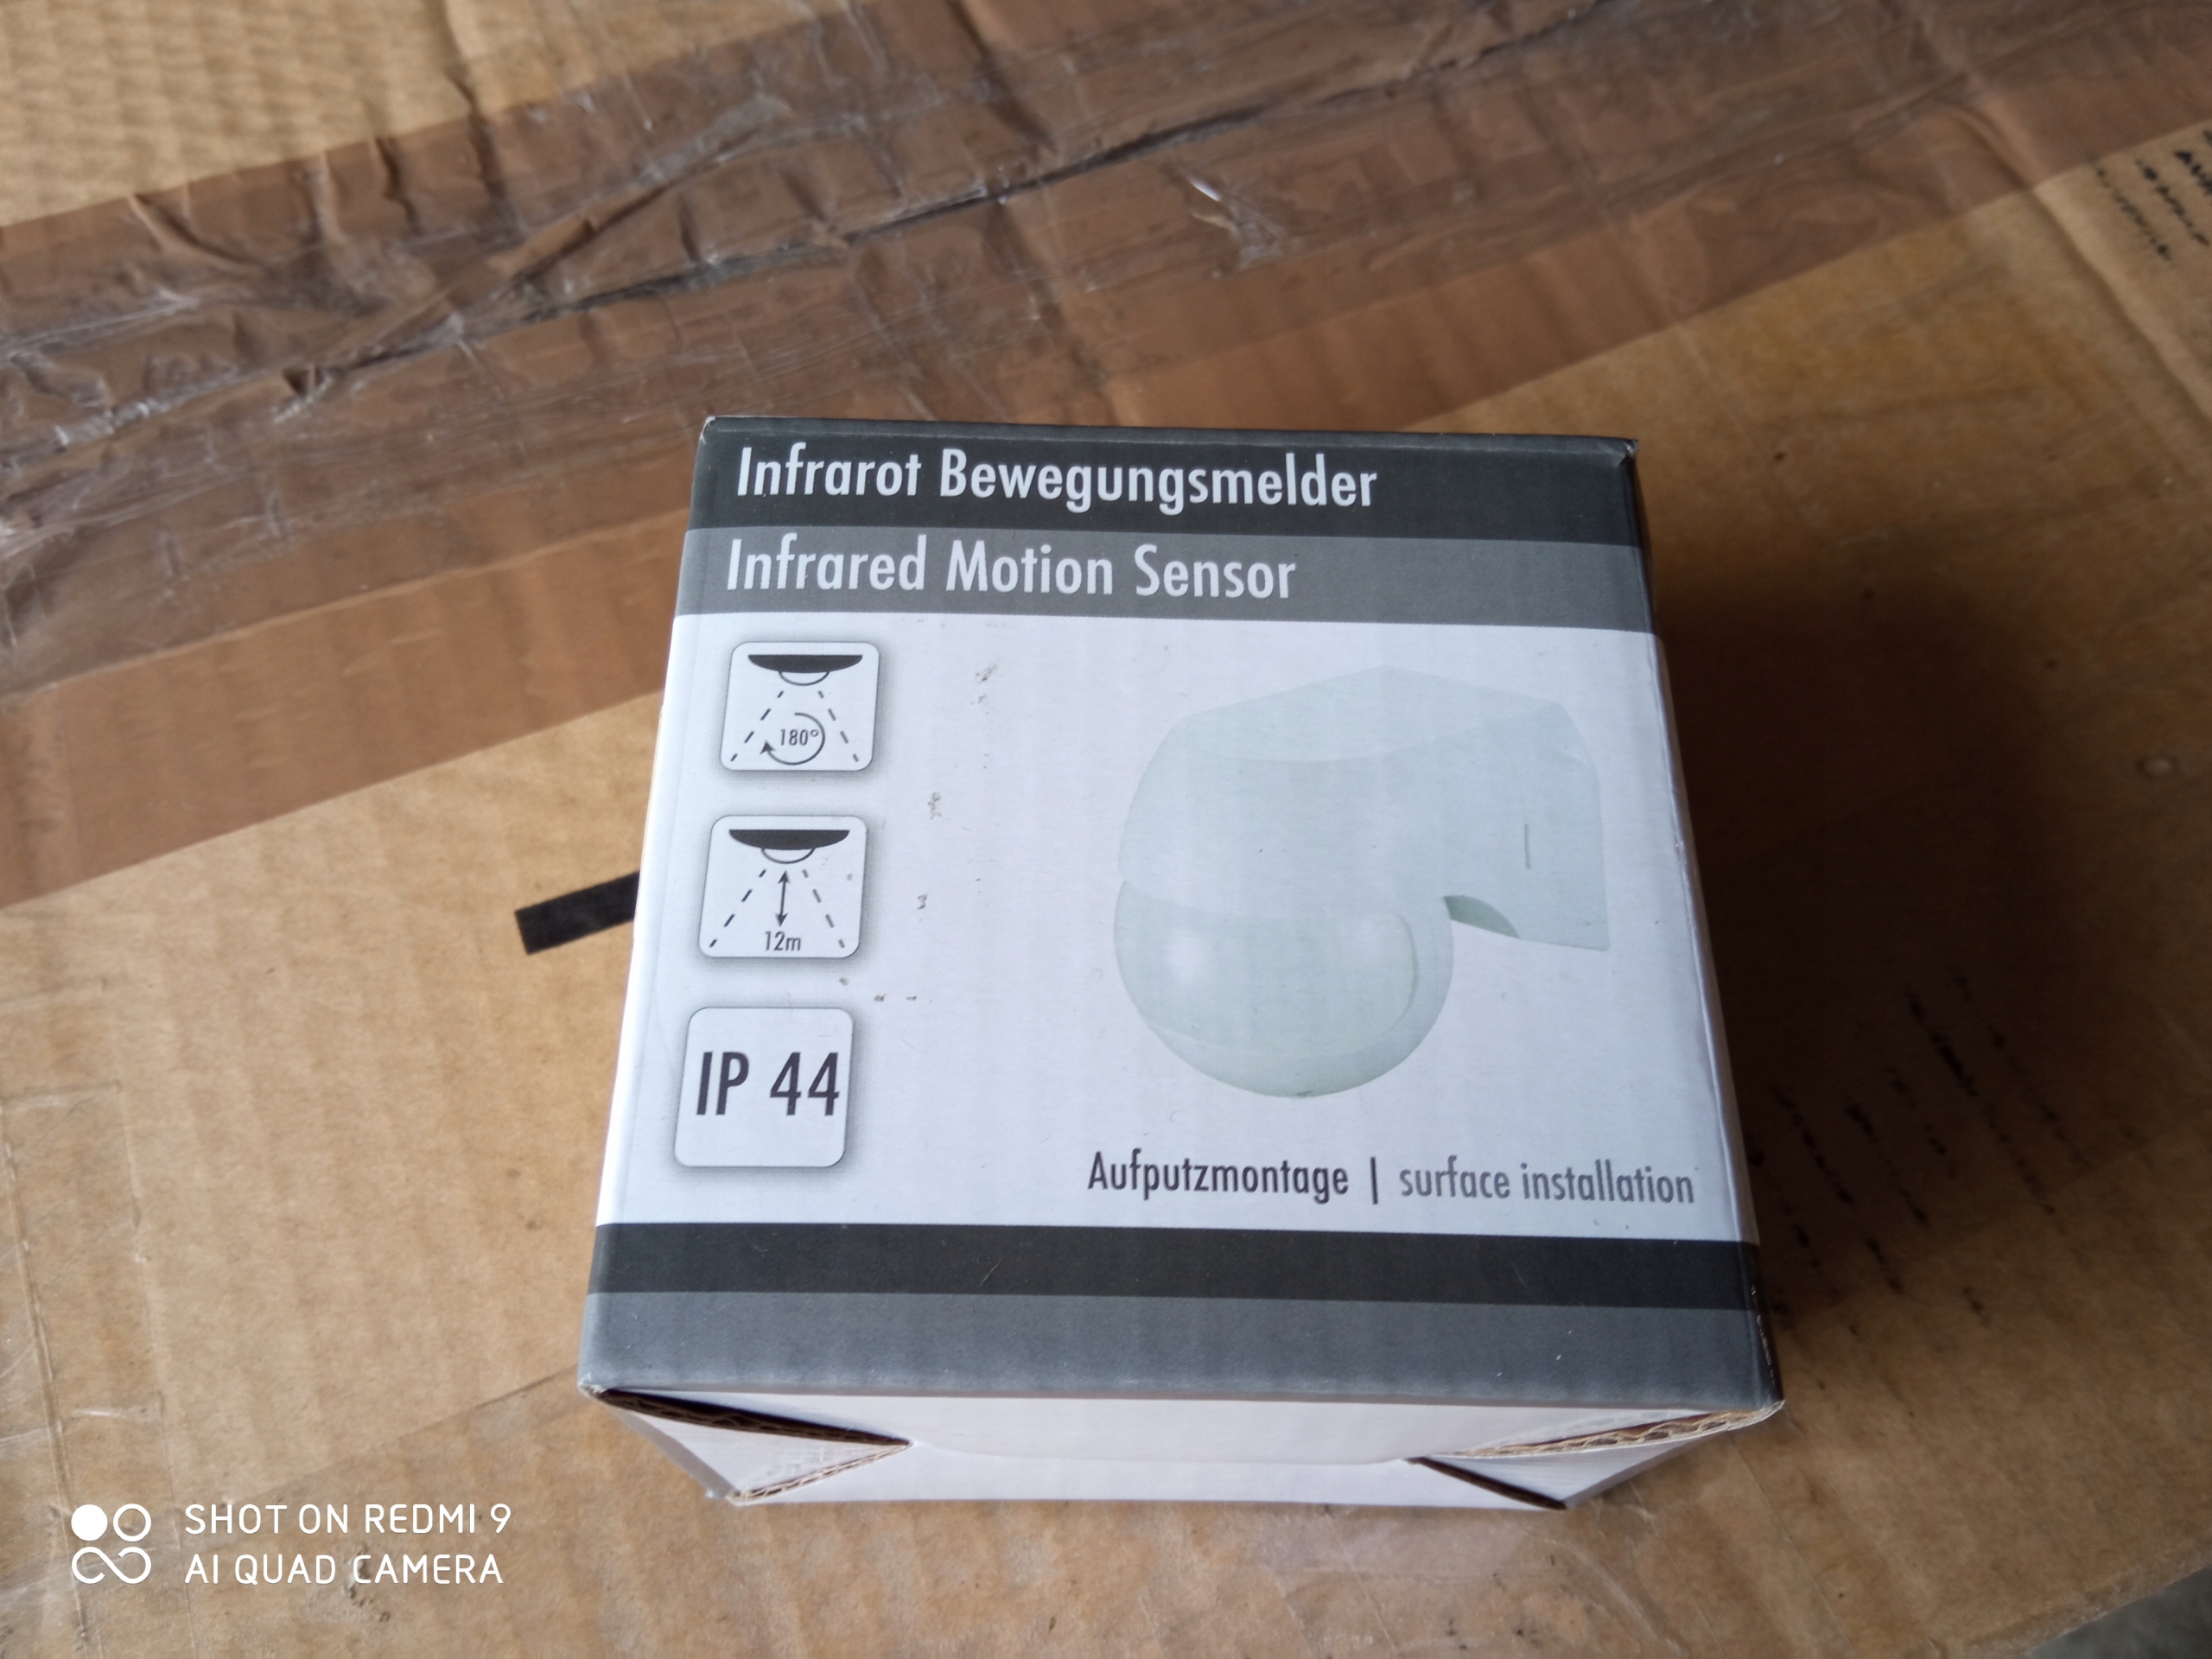 Infrarot Bewegungsmelder
Infrared Motion Sensor
180°
12m
IP 44
Aufputzmontage | surface installation
SHOT ON REDMI 9
AI QUAD CAMERA